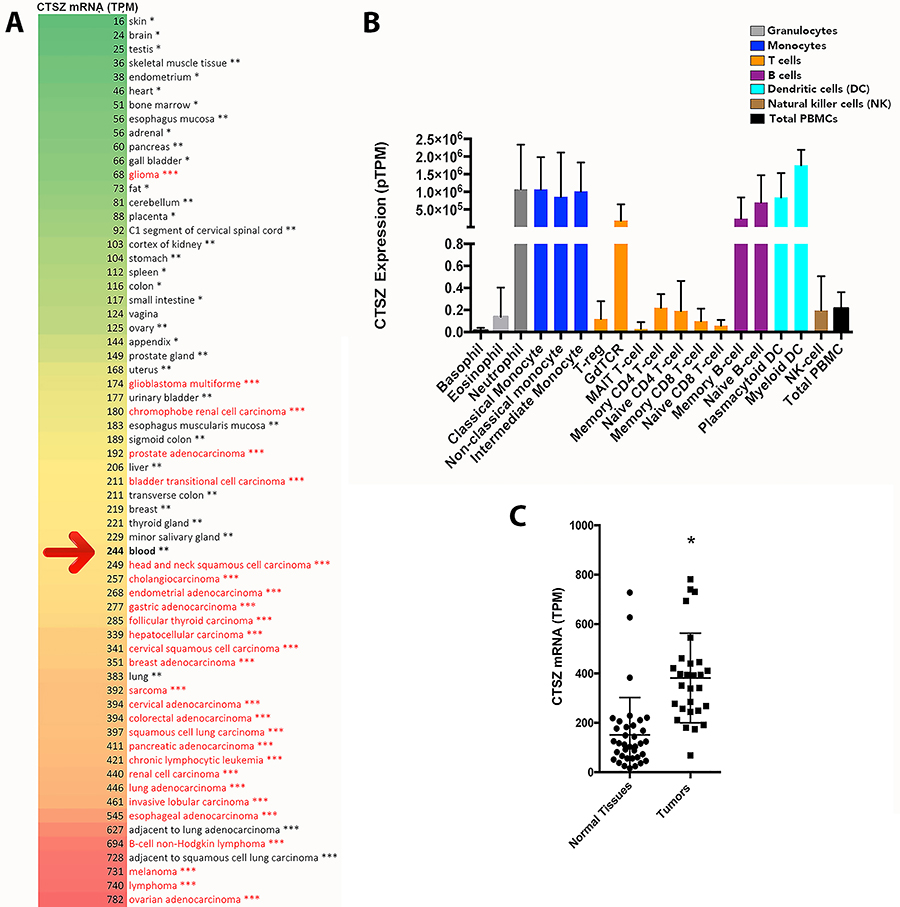 A
CTSZ mRNA (TPM)
16 skin *
24 brain *
25 testis *
36 skeletal muscle tissue **
38 endometrium *
46 heart *
51 bone marrow *
56 esophagus mucosa **
56 adrenal *
60 pancreas **
66 gall bladder *
68 glioma ***
73 fat *
81 cerebellum **
88 placenta *
92 C1 segment of cervical spinal cord **
103 cortex of kidney **
104 stomach **
112 spleen *
116 colon *
117 small intestine *
124 vagina
125 ovary **
144 appendix *
149 prostate gland **
168 uterus **
174 glioblastoma multiforme ***
177 urinary bladder **
180 chromophobe renal cell carcinoma ***
183 esophagus muscularis mucosa **
189 sigmoid colon **
192 prostate adenocarcinoma ***
206 liver **
211 bladder transitional cell carcinoma ***
211 transverse colon **
219 breast **
221 thyroid gland **
229 minor salivary gland **
244 blood **
249 head and neck squamous cell carcinoma ***
257 cholangiocarcinoma ***
268 endometrial adenocarcinoma ***
277 gastric adenocarcinoma ***
285 follicular thyroid carcinoma ***
339 hepatocellular carcinoma ***
341 cervical squamous cell carcinoma ***
351 breast adenocarcinoma ***
383 lung **
392 sarcoma ***
394 cervical adenocarcinoma ***
394 colorectal adenocarcinoma ***
397 squamous cell lung carcinoma ***
411 pancreatic adenocarcinoma ***
421 chronic lymphocytic leukemia ***
440 renal cell carcinoma ***
446 lung adenocarcinoma ***
461 invasive lobular carcinoma ***
545 esophageal adenocarcinoma ***
627 adjacent to lung adenocarcinoma ***
694 B-cell non-Hodgkin lymphoma ***
728 adjacent to squamous cell lung carcinoma ***
731 melanoma ***
740 lymphoma ***
782 ovarian adenocarcinoma ***
B
Granulocytes
Monocytes
T cells
B cells
Dendritic cells (DC)
Natural killer cells (NK)
Total PBMCs
CTSZ Expression (pTPM)
2.5×10⁶
2.0×10⁶
1.5×10⁶
1.0×10⁶
5.0×10⁵
0.8
0.6
0.4
0.2
0.0
Basophil
Eosinophil
Neutrophil
Classical Monocyte
Non-classical monocyte
Intermediate Monocyte
T-reg
GdTCR
MAIT T-cell
Memory CD4 T-cell
Naive CD4 T-cell
Memory CD8 T-cell
Naive CD8 T-cell
Memory B-cell
Naive B-cell
Plasmacytoid DC
Myeloid DC
NK-cell
Total PBMC
C
CTSZ mRNA (TPM)
1000
800
600
400
200
0
*
Normal Tissues
Tumors